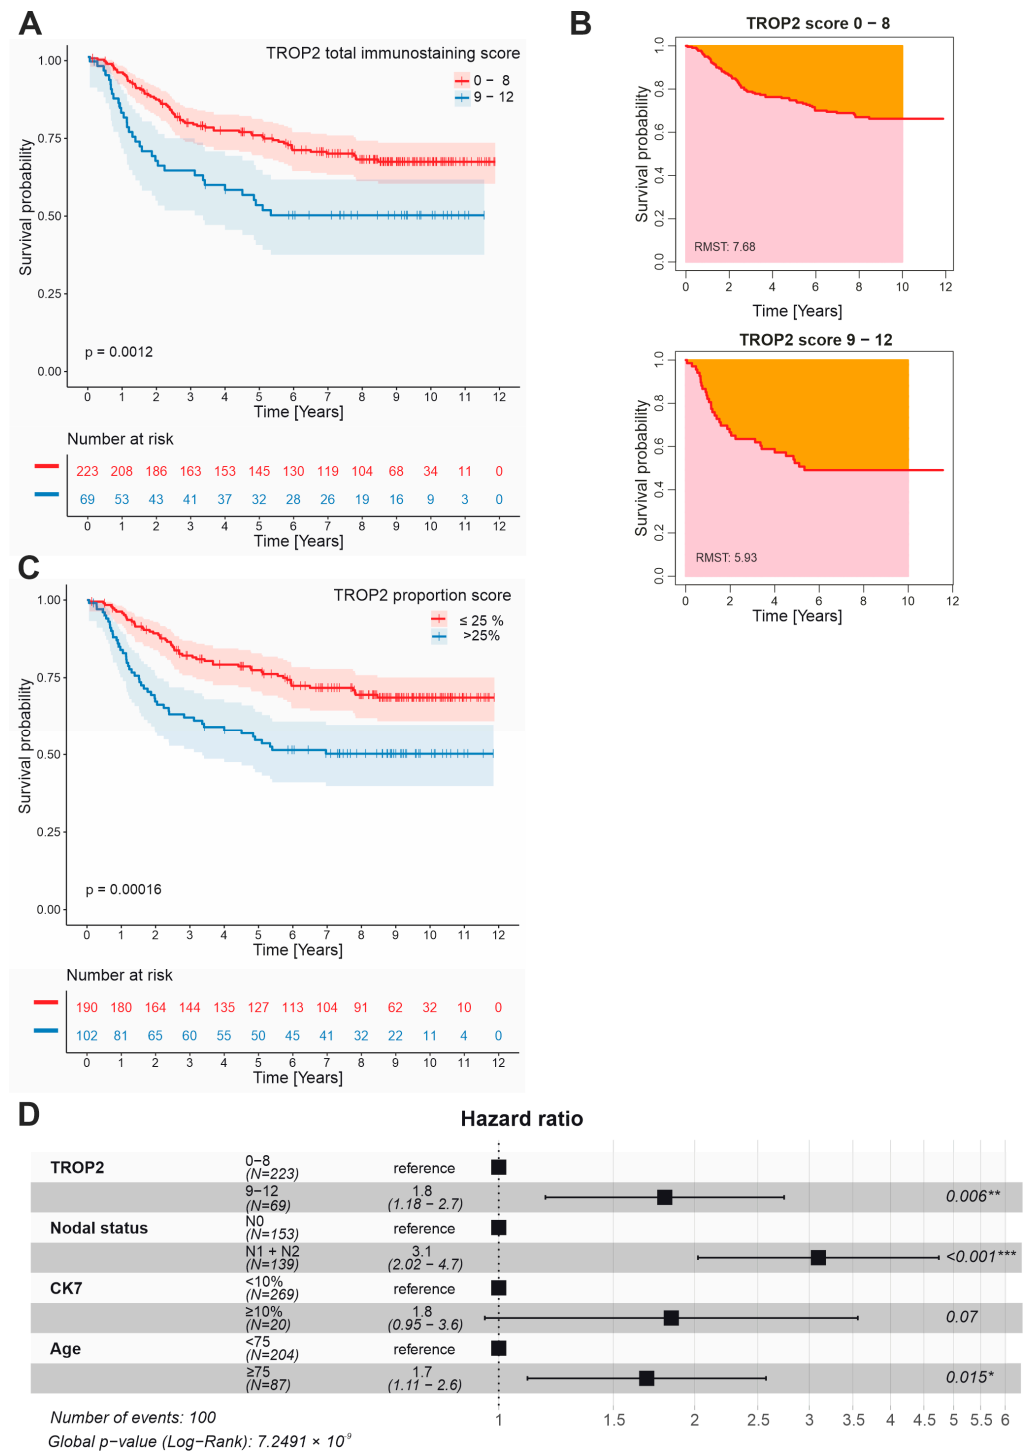 A
TROP2 total immunostaining score
0 – 8
9 – 12
Survival probability
1.00
0.75
0.50
0.25
0.00
p = 0.0012
0 1 2 3 4 5 6 7 8 9 10 11 12
Time [Years]
Number at risk
223 208 186 163 153 145 130 119 104 68 34 11 0
69 53 43 41 37 32 28 26 19 16 9 3 0
0 1 2 3 4 5 6 7 8 9 10 11 12
Time [Years]
B
TROP2 score 0 – 8
Survival probability
1.0
0.8
0.6
0.4
0.2
0.0
RMST: 7.68
0 2 4 6 8 10 12
Time [Years]
TROP2 score 9 – 12
Survival probability
1.0
0.8
0.6
0.4
0.2
0.0
RMST: 5.93
0 2 4 6 8 10 12
Time [Years]
C
TROP2 proportion score
≤ 25 %
>25%
Survival probability
1.00
0.75
0.50
0.25
0.00
p = 0.00016
0 1 2 3 4 5 6 7 8 9 10 11 12
Time [Years]
Number at risk
190 180 164 144 135 127 113 104 91 62 32 10 0
102 81 65 60 55 50 45 41 32 22 11 4 0
0 1 2 3 4 5 6 7 8 9 10 11 12
Time [Years]
D
Hazard ratio
TROP2 0–8 reference
(N=223)
9–12 1.8 0.006**
(N=69) (1.18 – 2.7)
Nodal status N0 reference
(N=153)
N1 + N2 3.1 <0.001***
(N=139) (2.02 – 4.7)
CK7 <10% reference
(N=269)
≥10% 1.8 0.07
(N=20) (0.95 – 3.6)
Age <75 reference
(N=204)
≥75 1.7 0.015*
(N=87) (1.11 – 2.6)
Number of events: 100
Global p-value (Log-Rank): 7.2491 × 10⁻⁹
1 1.5 2 2.5 3 3.5 4 4.5 5 5.5 6